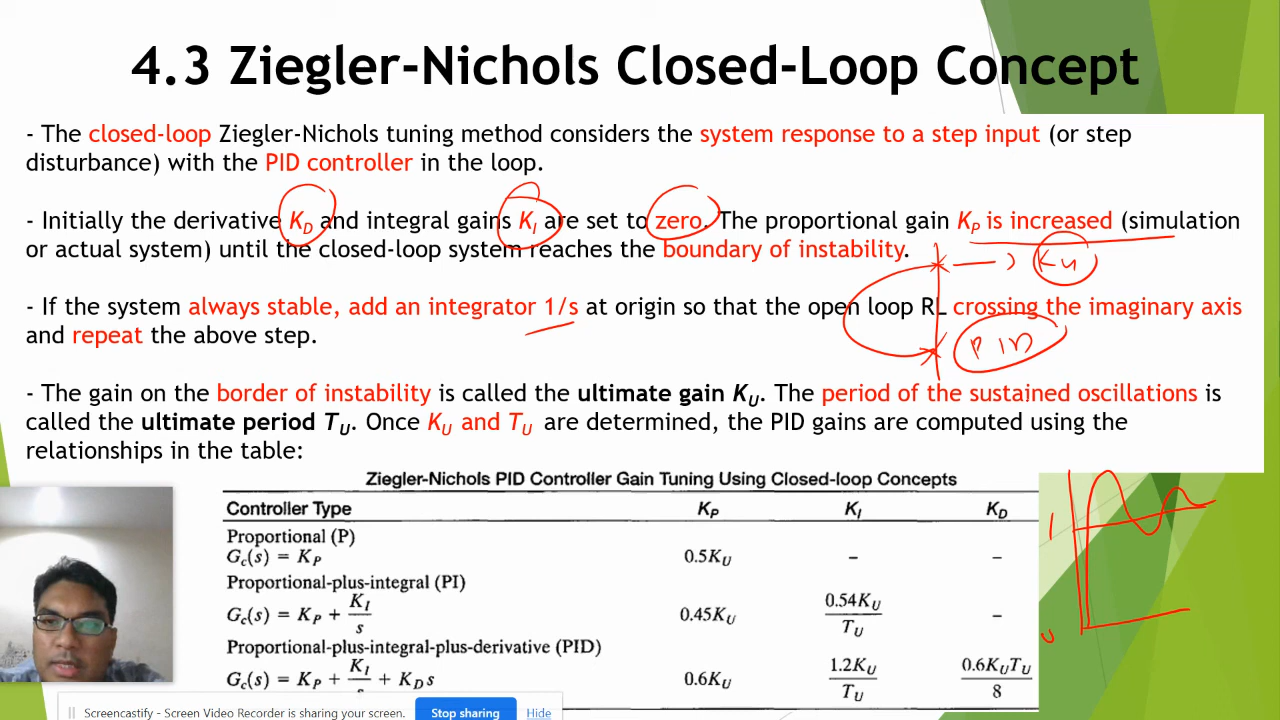 4.3 Ziegler-Nichols Closed-Loop Concept
- The closed-loop Ziegler-Nichols tuning method considers the system response to a step input (or step
disturbance) with the PID controller in the loop.
- Initially the derivative K_D and integral gains K_I are set to zero. The proportional gain K_P is increased (simulation
or actual system) until the closed-loop system reaches the boundary of instability.
Ku
- If the system always stable, add an integrator 1/s at origin so that the open loop RL crossing the imaginary axis
and repeat the above step.
PID
- The gain on the border of instability is called the ultimate gain K_U. The period of the sustained oscillations is
called the ultimate period T_U. Once K_U and T_U are determined, the PID gains are computed using the
relationships in the table:
Ziegler-Nichols PID Controller Gain Tuning Using Closed-loop Concepts
Controller Type K_P K_I K_D
Proportional (P)
G_c(s) = K_P 0.5K_U – –
Proportional-plus-integral (PI)
G_c(s) = K_P + K_I/s 0.45K_U 0.54K_U/T_U –
Proportional-plus-integral-plus-derivative (PID)
G_c(s) = K_P + K_I/s + K_Ds 0.6K_U 1.2K_U/T_U 0.6K_UT_U/8
1
Screencastify - Screen Video Recorder is sharing your screen. Stop sharing Hide